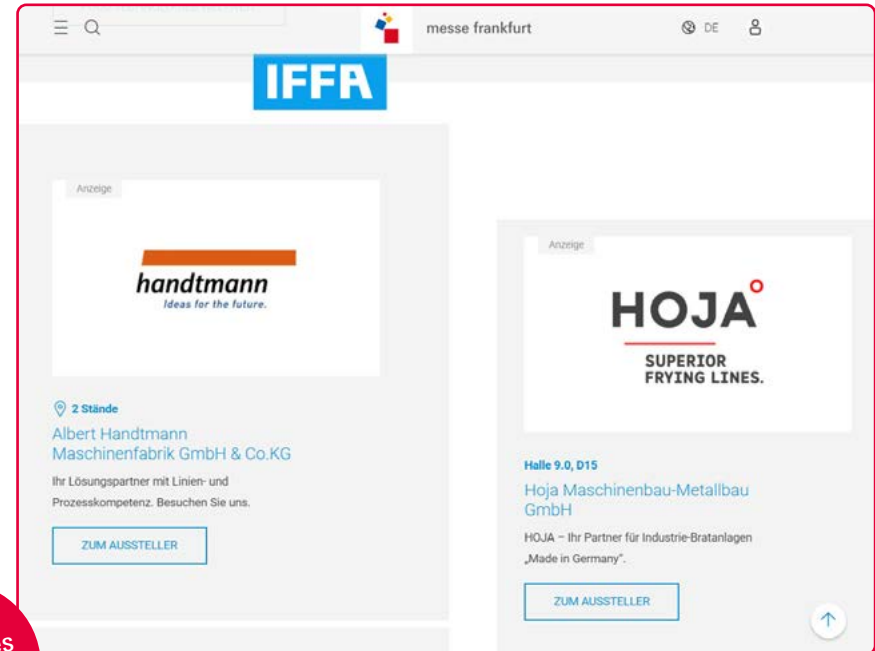 messe frankfurt
DE
IFFA
Anzeige
handtmann
Ideas for the future.
2 Stände
Albert Handtmann
Maschinenfabrik GmbH & Co.KG
Ihr Lösungspartner mit Linien- und
Prozesskompetenz. Besuchen Sie uns.
ZUM AUSSTELLER
Anzeige
HOJA
SUPERIOR
FRYING LINES.
Halle 9.0, D15
Hoja Maschinenbau-Metallbau
GmbH
HOJA – Ihr Partner für Industrie-Bratanlagen
„Made in Germany“.
ZUM AUSSTELLER